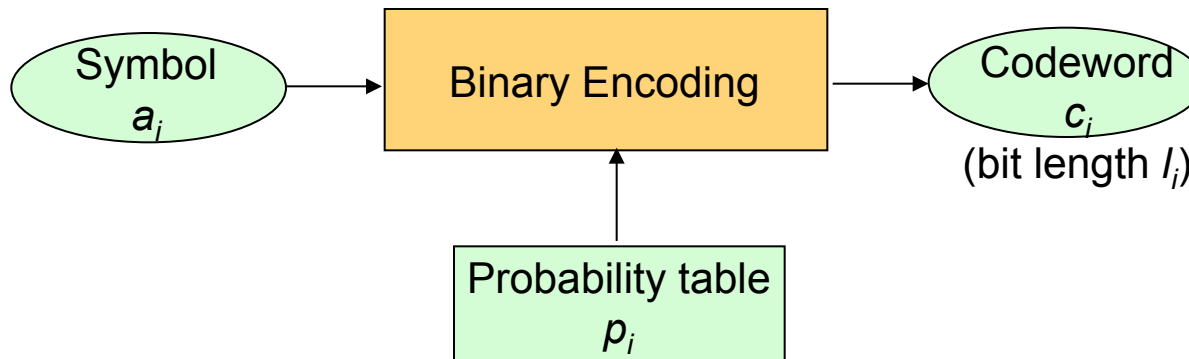 Symbol
a_i
Binary Encoding
Codeword
c_i
(bit length l_i)
Probability table
p_i